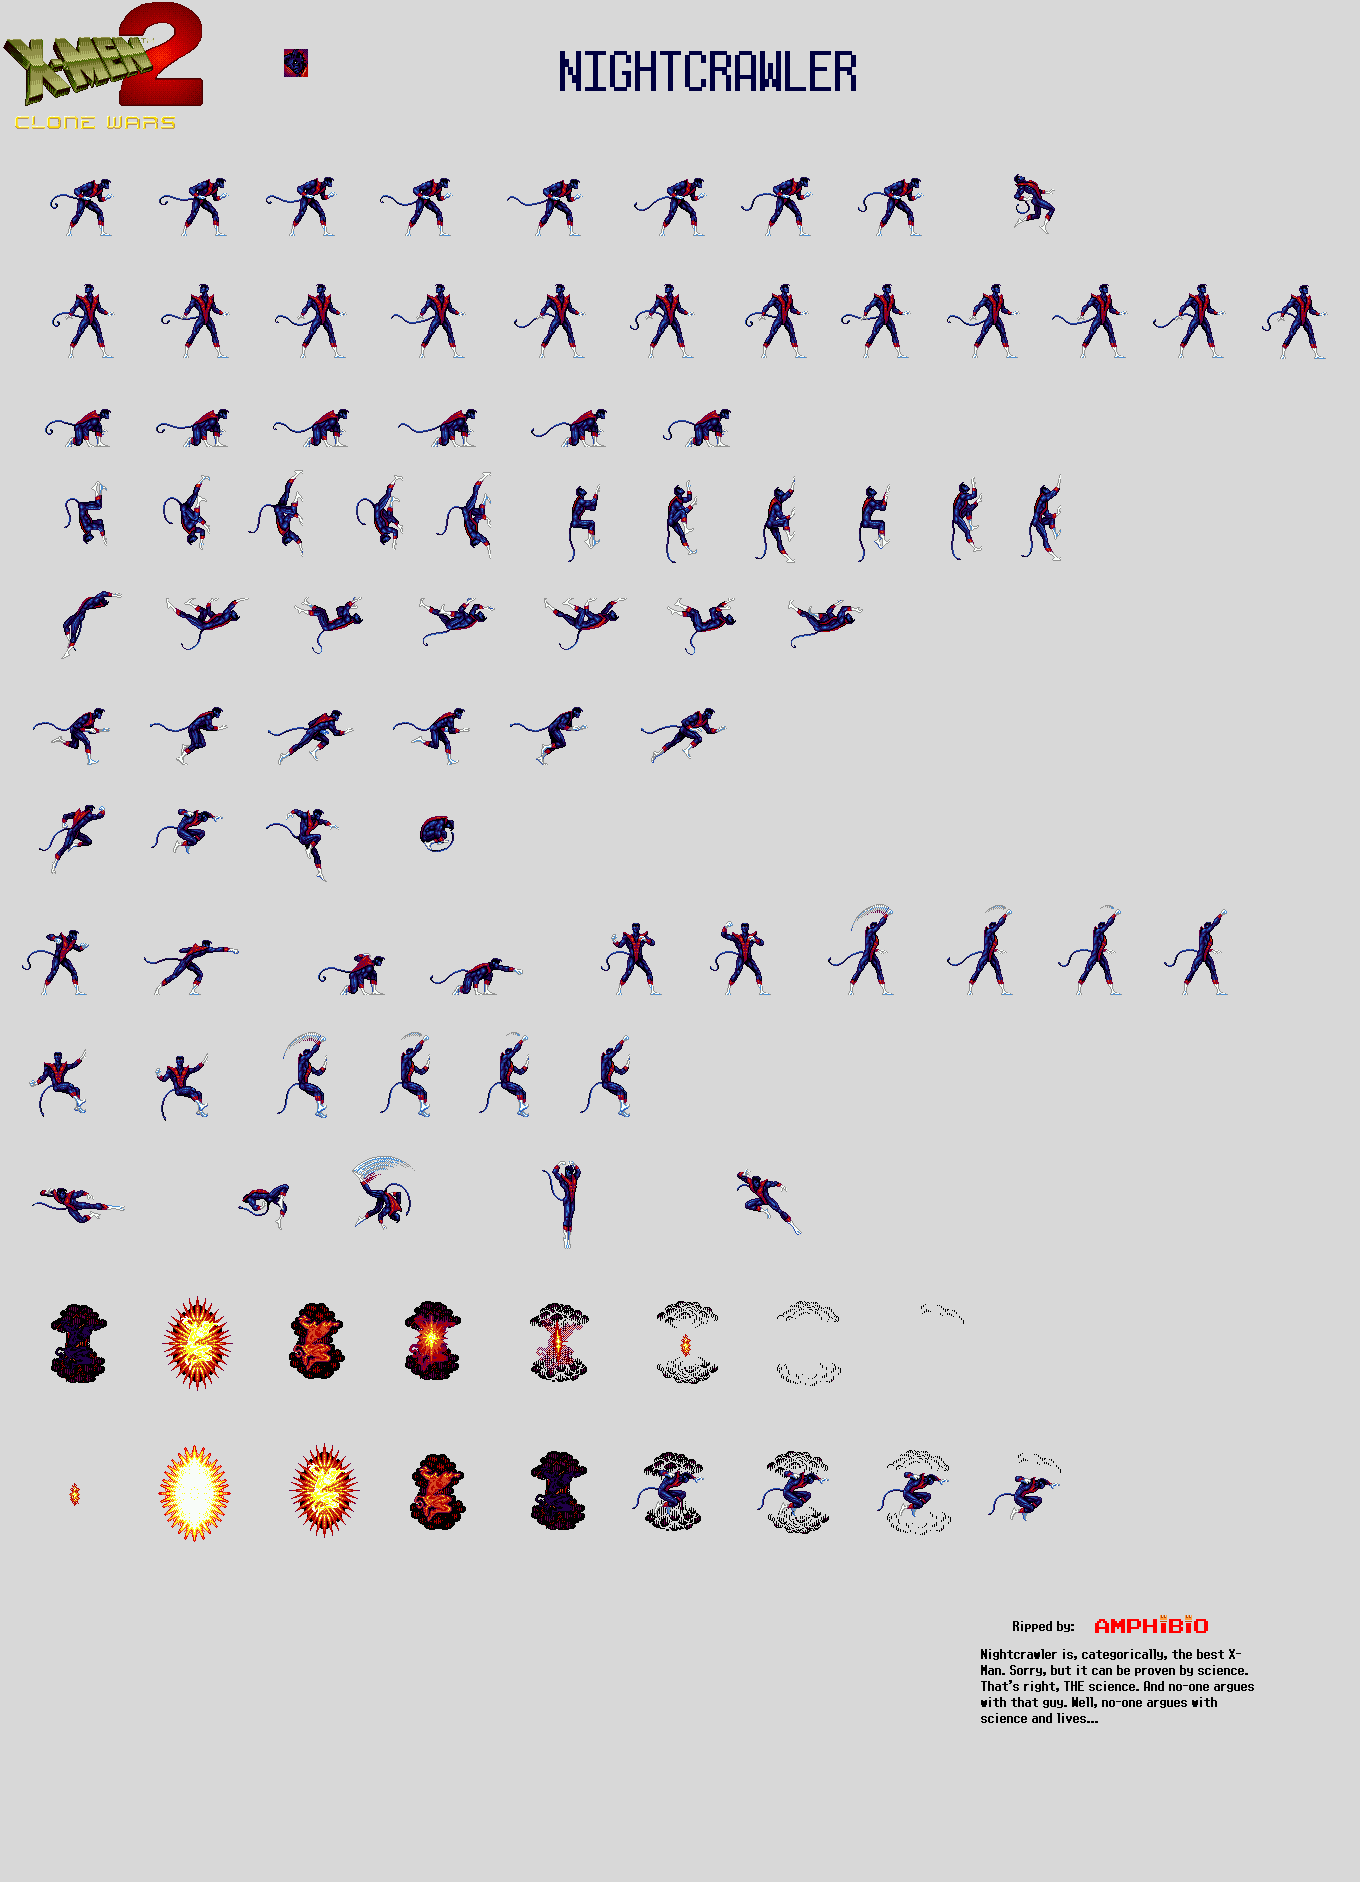 X-MEN 2
CLONE WARS
NIGHTCRAWLER
Ripped by: AMPHiBiO
Nightcrawler is, categorically, the best X-
Man. Sorry, but it can be proven by science.
That's right, THE science. And no-one argues
with that guy. Well, no-one argues with
science and lives...